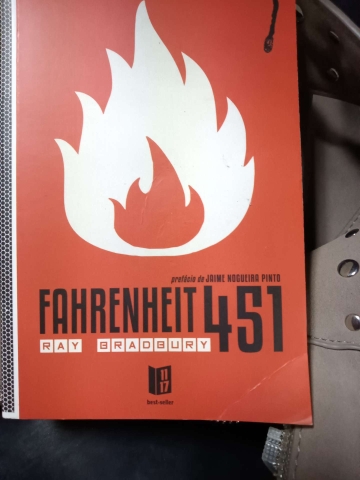 prefácio de JAIME NOGUEIRA PINTO
FAHRENHEIT 451
RAY BRADBURY
11
17
best-seller